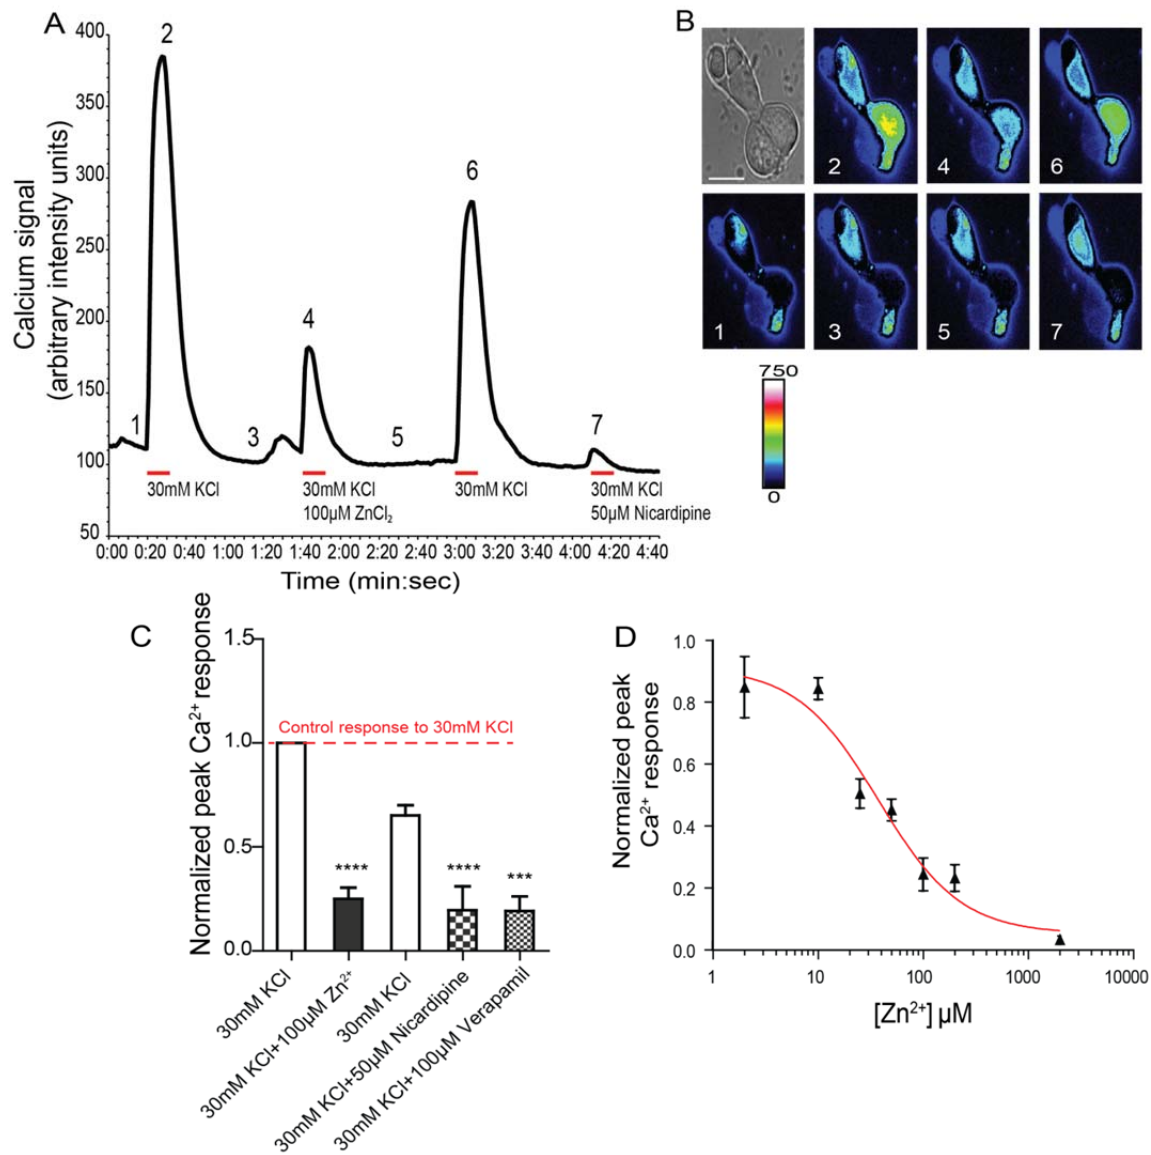 A
Calcium signal
(arbitrary intensity units)
400
350
300
250
200
150
100
50
1
2
3
4
5
6
7
30mM KCl
30mM KCl
100µM ZnCl₂
30mM KCl
30mM KCl
50µM Nicardipine
0:00 0:20 0:40 1:00 1:20 1:40 2:00 2:20 2:40 3:00 3:20 3:40 4:00 4:20 4:40
Time (min:sec)
B
2
4
6
1
3
5
7
750
0
C
Normalized peak Ca²⁺ response
1.5
1.0
0.5
0.0
Control response to 30mM KCl
****
****
***
30mM KCl
30mM KCl+100µM Zn²⁺
30mM KCl
30mM KCl+50µM Nicardipine
30mM KCl+100µM Verapamil
D
Normalized peak
Ca²⁺ response
1.0
0.8
0.6
0.4
0.2
0.0
1 10 100 1000 10000
[Zn²⁺] µM